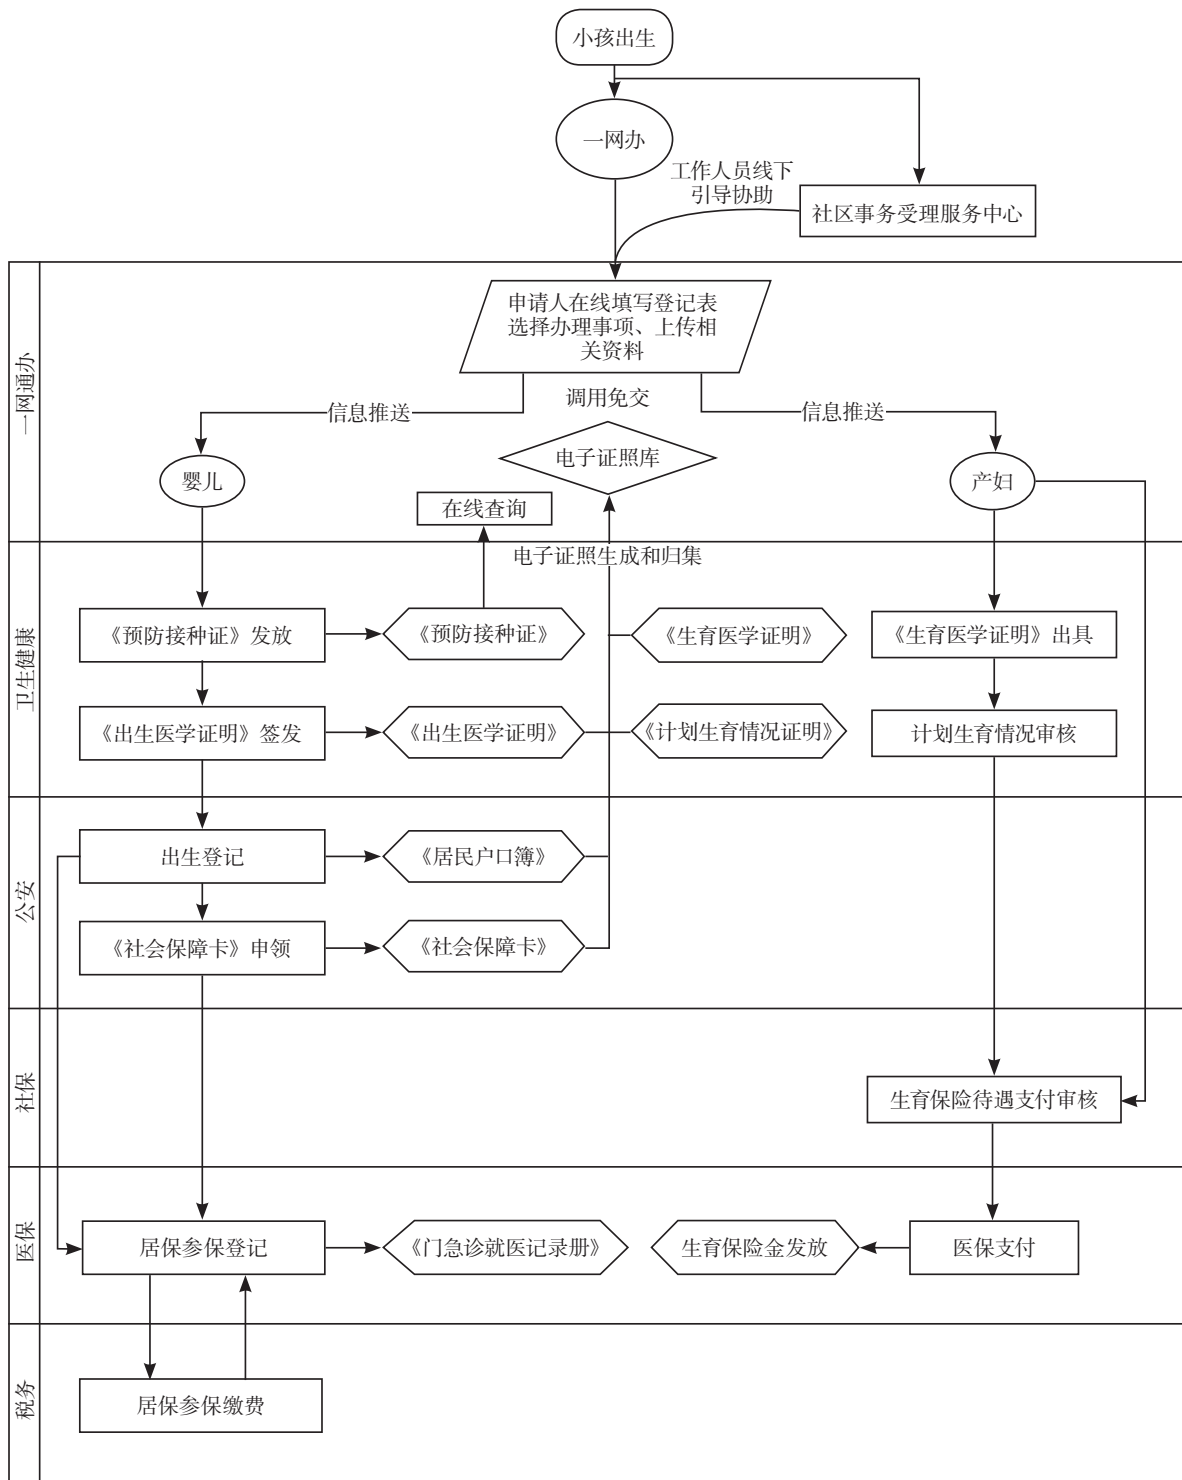 小孩出生
一网办
工作人员线下
引导协助
社区事务受理服务中心
一网通办
申请人在线填写登记表
选择办理事项、上传相
关资料
调用免交
信息推送
信息推送
电子证照库
婴儿
产妇
在线查询
电子证照生成和归集
卫生健康
《预防接种证》发放
《预防接种证》
《生育医学证明》
《生育医学证明》出具
《出生医学证明》签发
《出生医学证明》
《计划生育情况证明》
计划生育情况审核
公安
出生登记
《居民户口簿》
《社会保障卡》申领
《社会保障卡》
社保
生育保险待遇支付审核
医保
居保参保登记
《门急诊就医记录册》
生育保险金发放
医保支付
税务
居保参保缴费